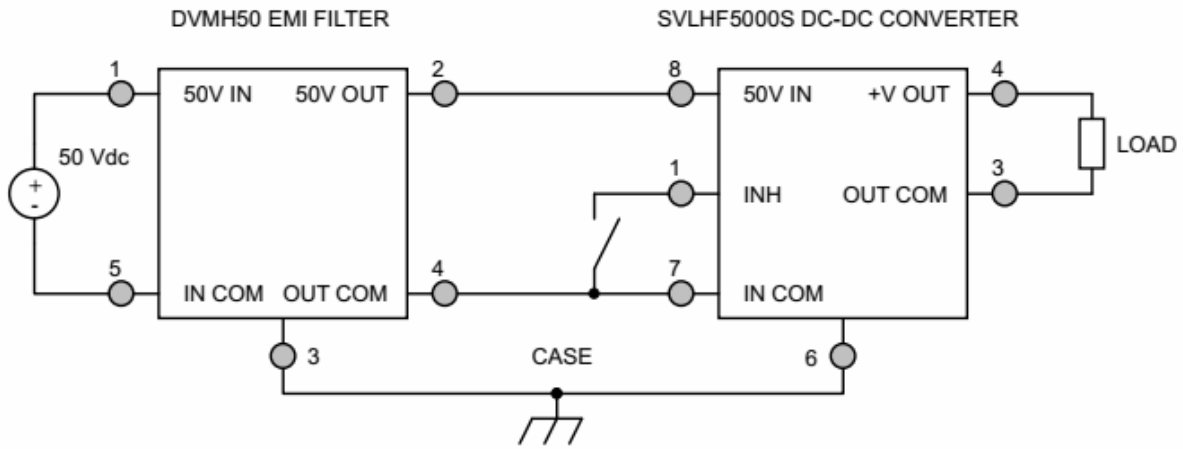 DVMH50 EMI FILTER
SVLHF5000S DC-DC CONVERTER
1
50V IN
50V OUT
2
8
50V IN
+V OUT
4
50 Vdc
+
-
LOAD
1
INH
OUT COM
3
5
IN COM
OUT COM
4
7
IN COM
3
CASE
6